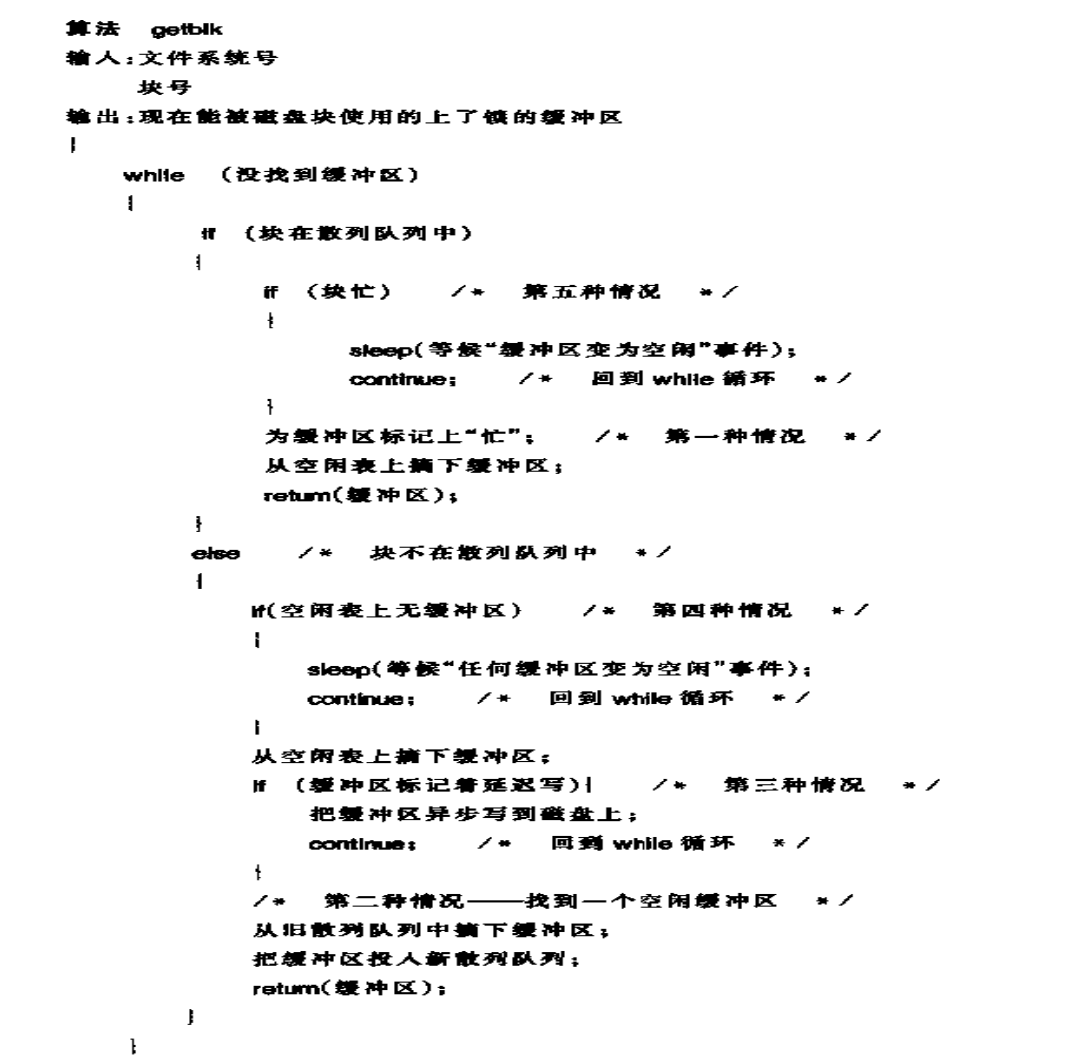 算法 getblk
输人:文件系统号
块号
输出:现在能被磁盘块使用的上了锁的缓冲区
{
while (没找到缓冲区)
{
if (块在散列队列中)
{
if (块忙) /* 第五种情况 */
{
sleep(等候“缓冲区变为空闲”事件);
continue; /* 回到 while 循环 */
}
为缓冲区标记上“忙”; /* 第一种情况 */
从空闲表上摘下缓冲区;
return(缓冲区);
}
else /* 块不在散列队列中 */
{
if(空闲表上无缓冲区) /* 第四种情况 */
{
sleep(等候“任何缓冲区变为空闲”事件);
continue; /* 回到 while 循环 */
}
从空闲表上摘下缓冲区;
if (缓冲区标记着延迟写){ /* 第三种情况 */
把缓冲区异步写到磁盘上;
continue; /* 回到 while 循环 */
}
/* 第二种情况——找到一个空闲缓冲区 */
从旧散列队列中摘下缓冲区;
把缓冲区投人新散列队列;
return(缓冲区);
}
}